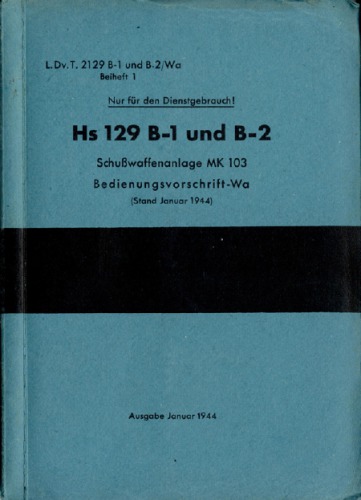 L.Dv.T. 2129 B-1 und B-2/Wa
Beiheft 1
Nur für den Dienstgebrauch!
Hs 129 B-1 und B-2
Schußwaffenanlage MK 103
Bedienungsvorschrift-Wa
(Stand Januar 1944)
Ausgabe Januar 1944